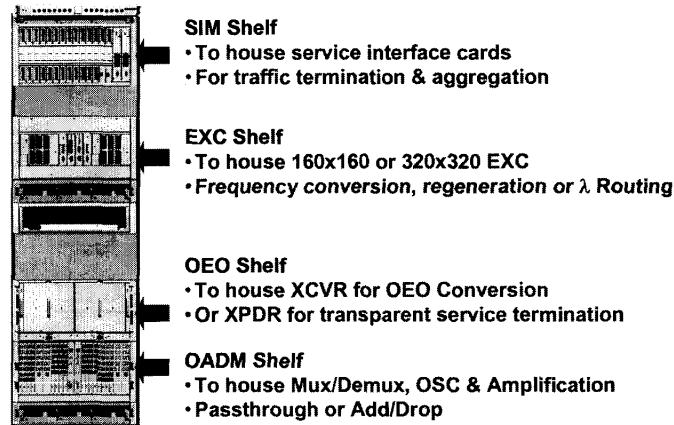 SIM Shelf
• To house service interface cards
• For traffic termination & aggregation
EXC Shelf
• To house 160x160 or 320x320 EXC
• Frequency conversion, regeneration or λ Routing
OEO Shelf
• To house XCVR for OEO Conversion
• Or XPDR for transparent service termination
OADM Shelf
• To house Mux/Demux, OSC & Amplification
• Passthrough or Add/Drop